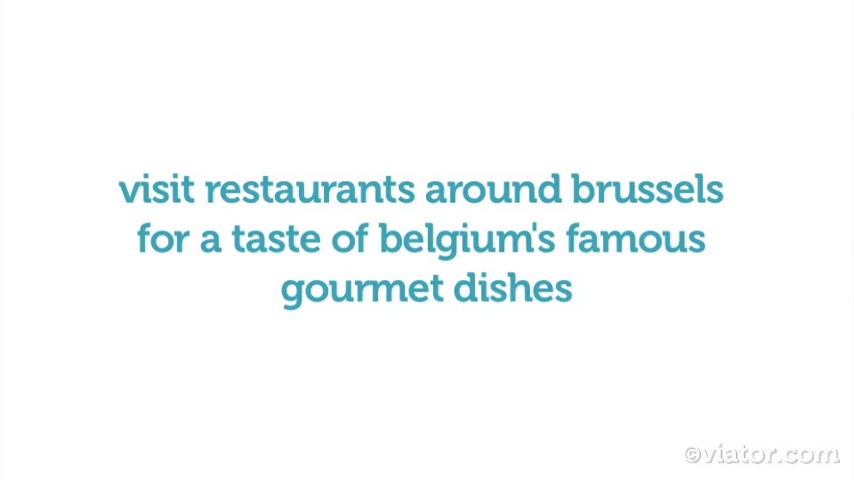 visit restaurants around brussels
for a taste of belgium's famous
gourmet dishes
©viator.com